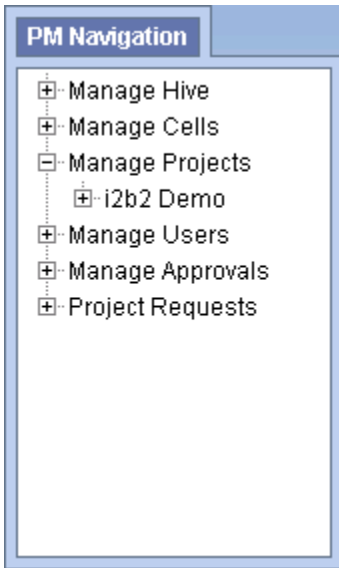 PM Navigation
Manage Hive
Manage Cells
Manage Projects
i2b2 Demo
Manage Users
Manage Approvals
Project Requests